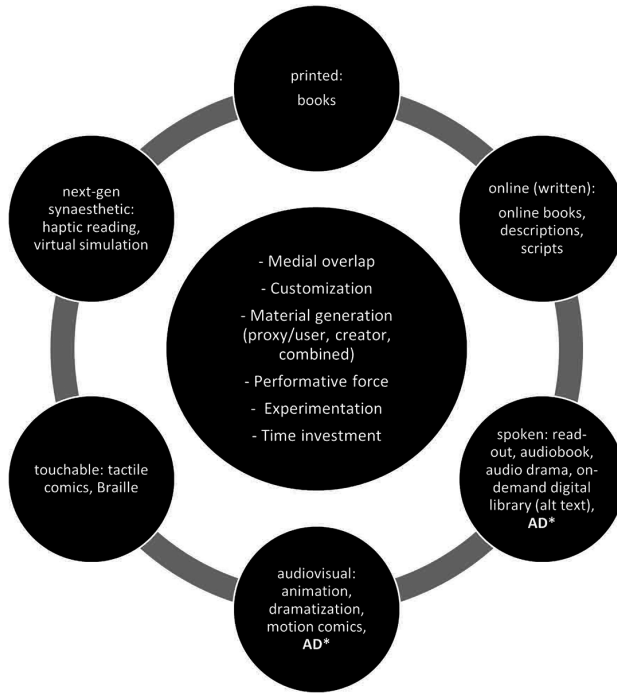 printed:
books
online (written):
online books,
descriptions,
scripts
spoken: read-
out, audiobook,
audio drama, on-
demand digital
library (alt text),
AD*
audiovisual:
animation,
dramatization,
motion comics,
AD*
touchable: tactile
comics, Braille
next-gen
synaesthetic:
haptic reading,
virtual simulation
- Medial overlap
- Customization
- Material generation
(proxy/user, creator,
combined)
- Performative force
- Experimentation
- Time investment